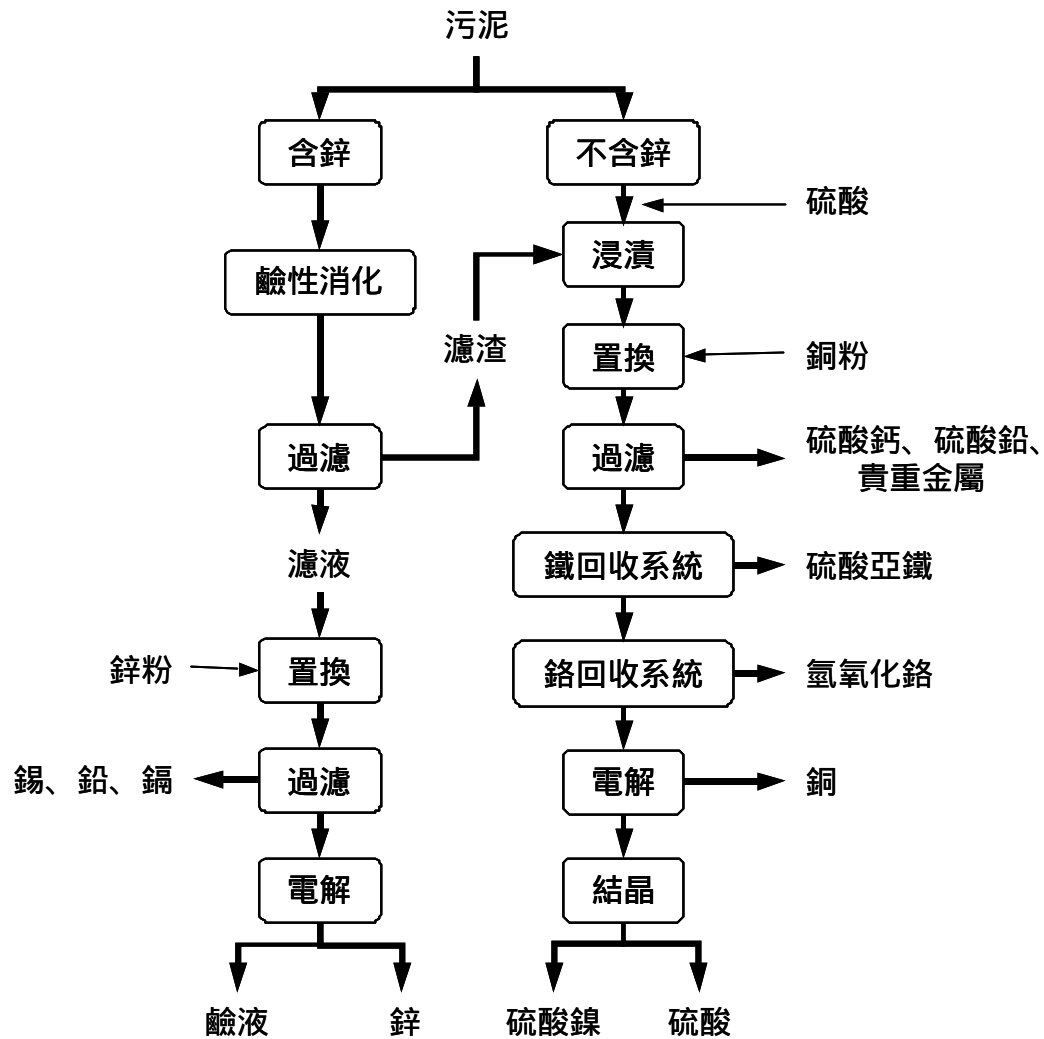 污泥
含鋅
不含鋅
硫酸
浸漬
鹼性消化
濾渣
置換
銅粉
過濾
過濾
硫酸鈣、硫酸鉛、
貴重金屬
濾液
鐵回收系統
硫酸亞鐵
鋅粉
置換
鉻回收系統
氫氧化鉻
錫、鉛、鎘
過濾
電解
銅
電解
結晶
鹼液
鋅
硫酸鎳
硫酸